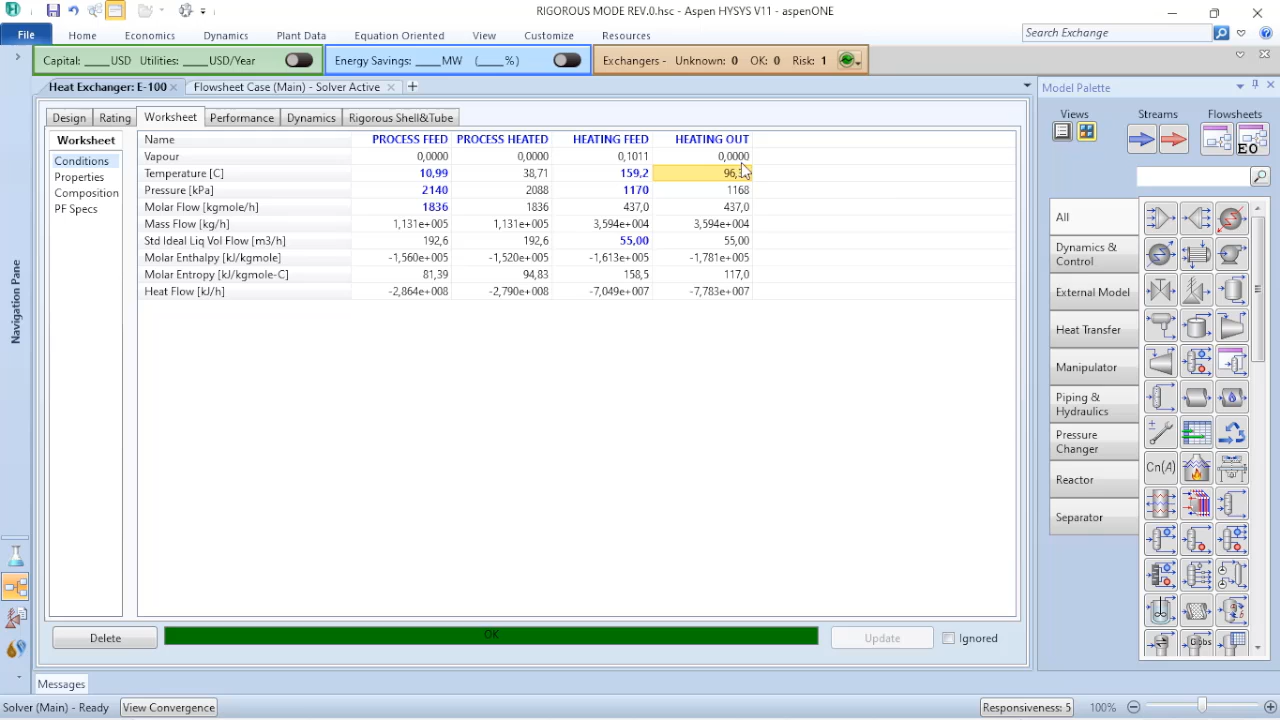 RIGOROUS MODE REV.0.hsc - Aspen HYSYS V11 - aspenONE
File Home Economics Dynamics Plant Data Equation Oriented View Customize Resources
Search Exchange
Capital: ____USD Utilities: ____USD/Year
Energy Savings: ____MW (____%)
Exchangers - Unknown: 0 OK: 0 Risk: 1
Heat Exchanger: E-100
Flowsheet Case (Main) - Solver Active
Model Palette
Design Rating Worksheet Performance Dynamics Rigorous Shell&Tube
Views Streams Flowsheets
EO
Worksheet
Conditions
Properties
Composition
PF Specs
Name PROCESS FEED PROCESS HEATED HEATING FEED HEATING OUT
Vapour 0,0000 0,0000 0,1011 0,0000
Temperature [C] 10,99 38,71 159,2
Pressure [kPa] 2140 2088 1170 1168
Molar Flow [kgmole/h] 1836 1836 437,0 437,0
Mass Flow [kg/h] 1,131e+005 1,131e+005 3,594e+004 3,594e+004
Std Ideal Liq Vol Flow [m3/h] 192,6 192,6 55,00 55,00
Molar Enthalpy [kJ/kgmole] -1,560e+005 -1,520e+005 -1,613e+005 -1,781e+005
Molar Entropy [kJ/kgmole-C] 81,39 94,83 158,5 117,0
Heat Flow [kJ/h] -2,864e+008 -2,790e+008 -7,049e+007 -7,783e+007
Navigation Pane
All
Dynamics & Control
External Model
Heat Transfer
Manipulator
Piping & Hydraulics
Pressure Changer
Reactor
Separator
Cn(A)
Gibbs
Delete
OK
Update
Ignored
Messages
Solver (Main) - Ready View Convergence
Responsiveness: 5 100%